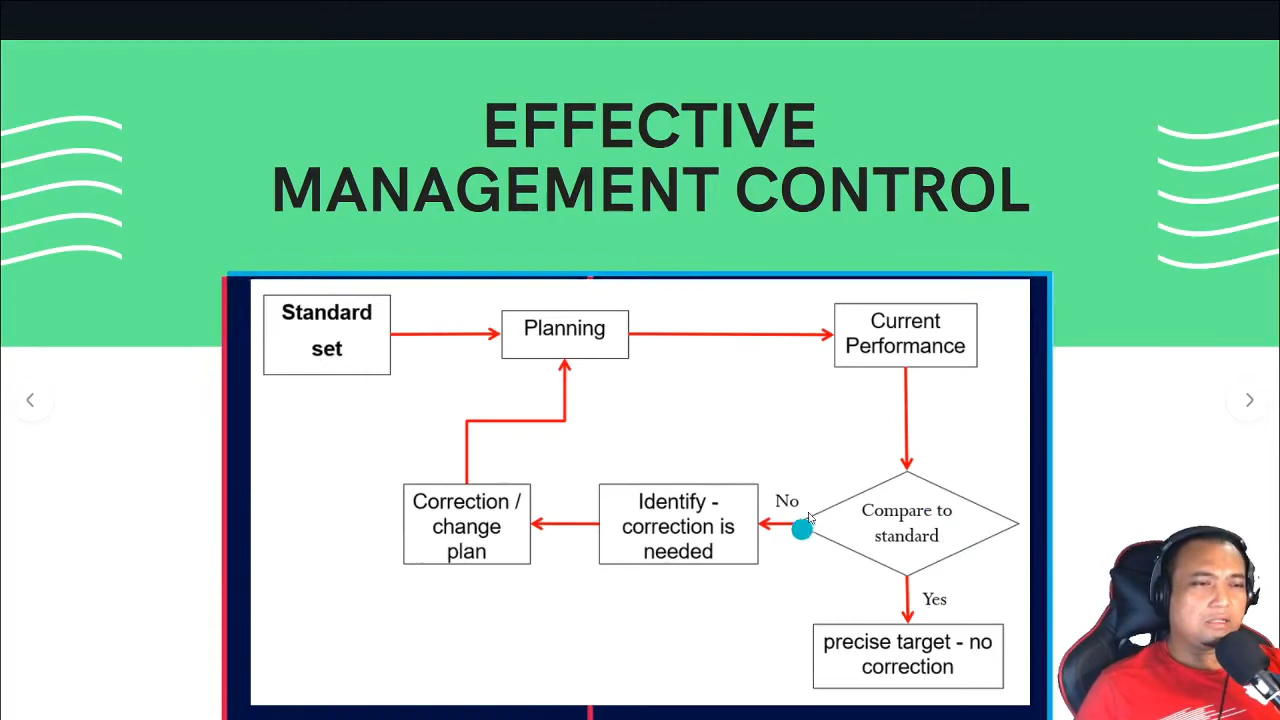 EFFECTIVE
MANAGEMENT CONTROL
Standard
set
Planning
Current
Performance
Correction /
change
plan
Identify -
correction is
needed
No
Compare to
standard
Yes
precise target - no
correction